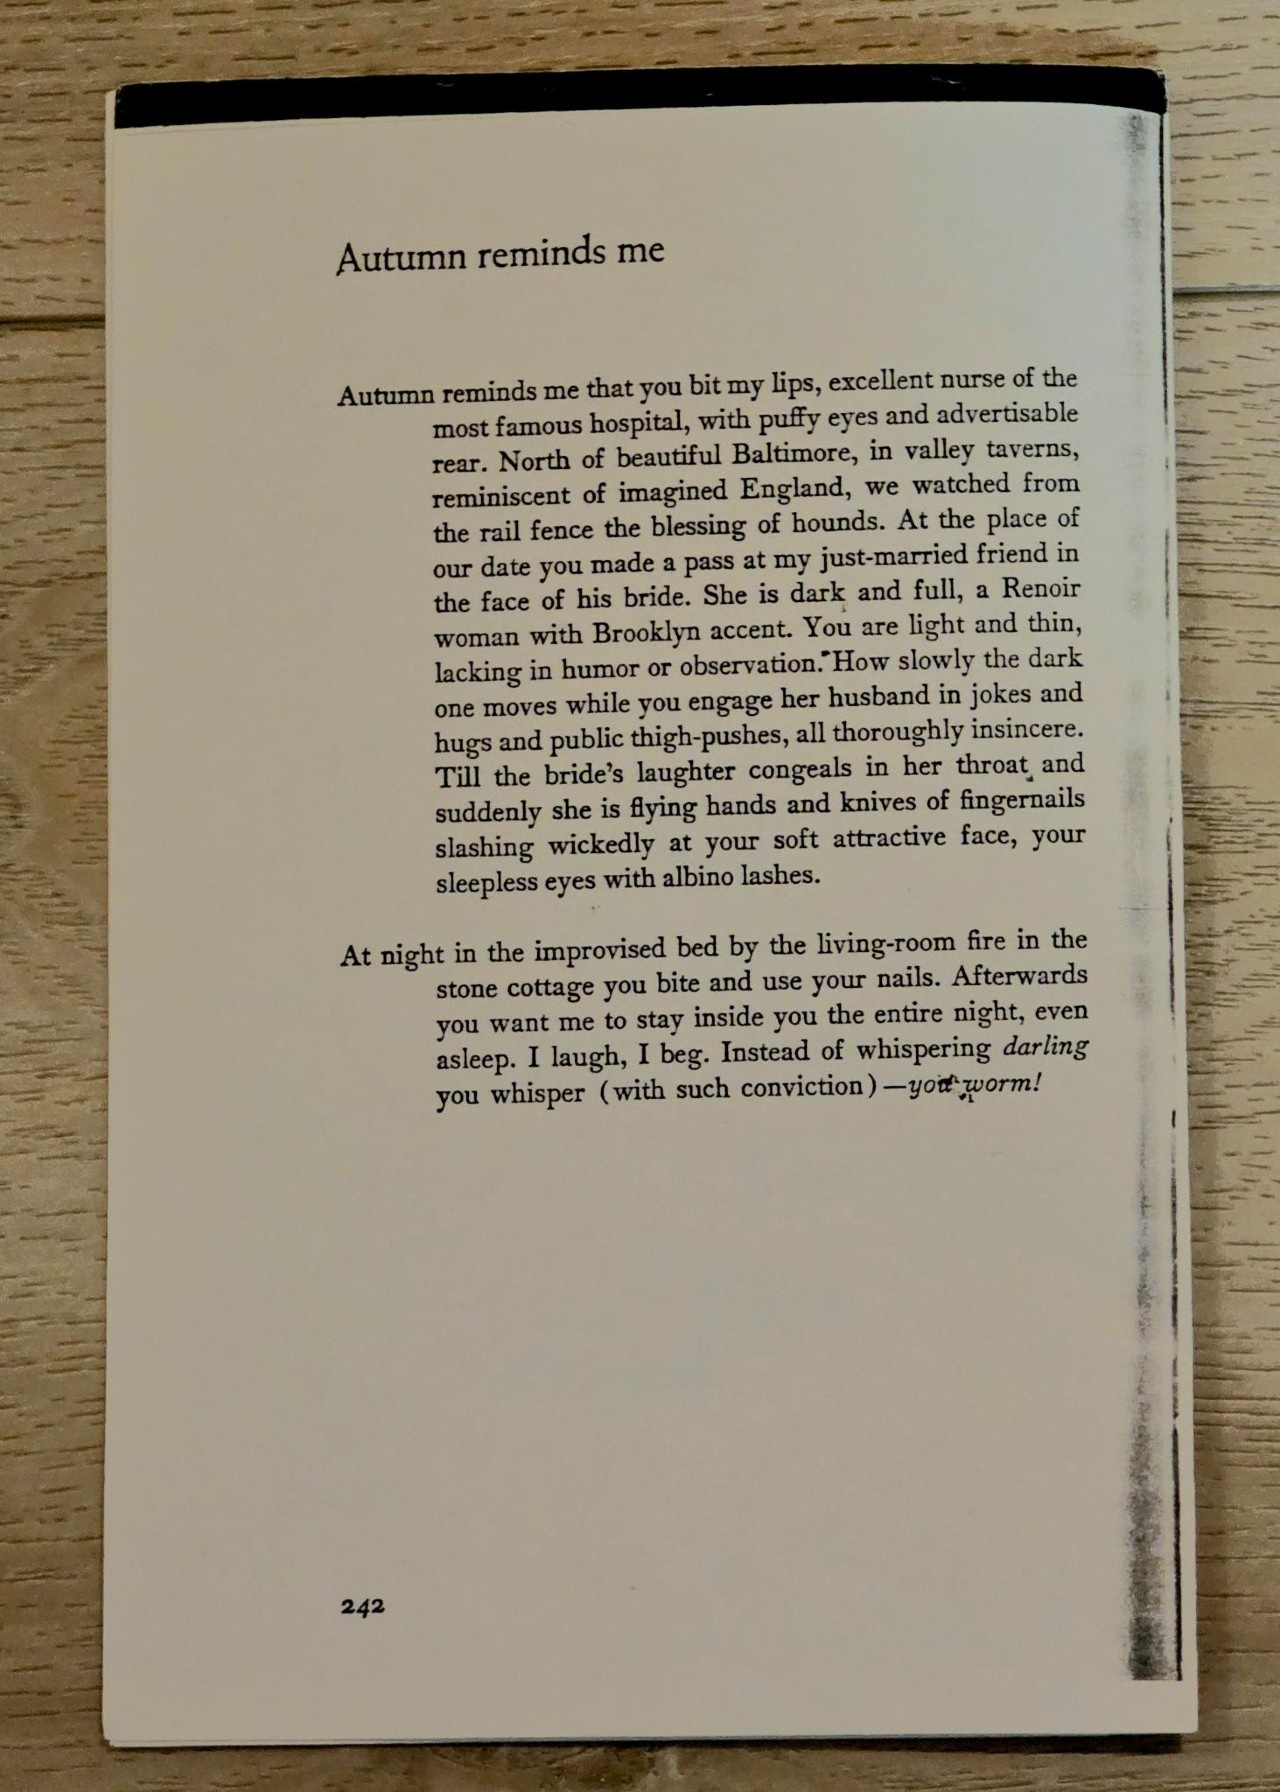 Autumn reminds me
Autumn reminds me that you bit my lips, excellent nurse of the
most famous hospital, with puffy eyes and advertisable
rear. North of beautiful Baltimore, in valley taverns,
reminiscent of imagined England, we watched from
the rail fence the blessing of hounds. At the place of
our date you made a pass at my just-married friend in
the face of his bride. She is dark and full, a Renoir
woman with Brooklyn accent. You are light and thin,
lacking in humor or observation. How slowly the dark
one moves while you engage her husband in jokes and
hugs and public thigh-pushes, all thoroughly insincere.
Till the bride's laughter congeals in her throat and
suddenly she is flying hands and knives of fingernails
slashing wickedly at your soft attractive face, your
sleepless eyes with albino lashes.
At night in the improvised bed by the living-room fire in the
stone cottage you bite and use your nails. Afterwards
you want me to stay inside you the entire night, even
asleep. I laugh, I beg. Instead of whispering darling
you whisper (with such conviction)—you worm!
242